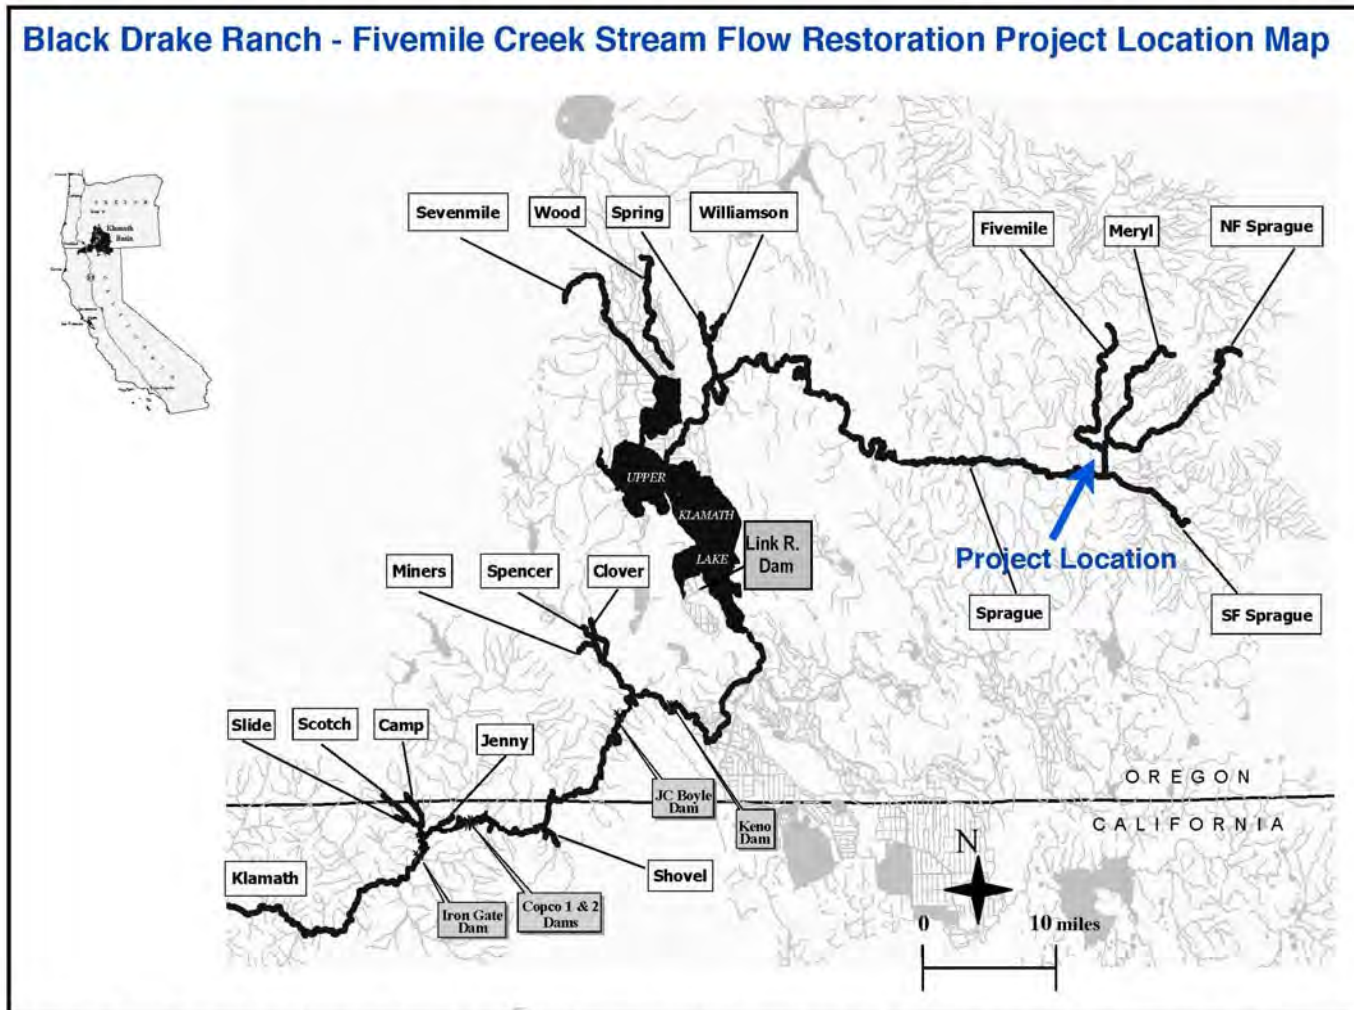 Black Drake Ranch - Fivemile Creek Stream Flow Restoration Project Location Map
Klamath
Basin
Sevenmile
Wood
Spring
Williamson
Fivemile
Meryl
NF Sprague
UPPER
KLAMATH
LAKE
Link R.
Dam
Project Location
Sprague
SF Sprague
Miners
Spencer
Clover
Slide
Scotch
Camp
Jenny
JC Boyle
Dam
Keno
Dam
OREGON
CALIFORNIA
Klamath
Iron Gate
Dam
Copco 1 & 2
Dams
Shovel
N
0
10 miles